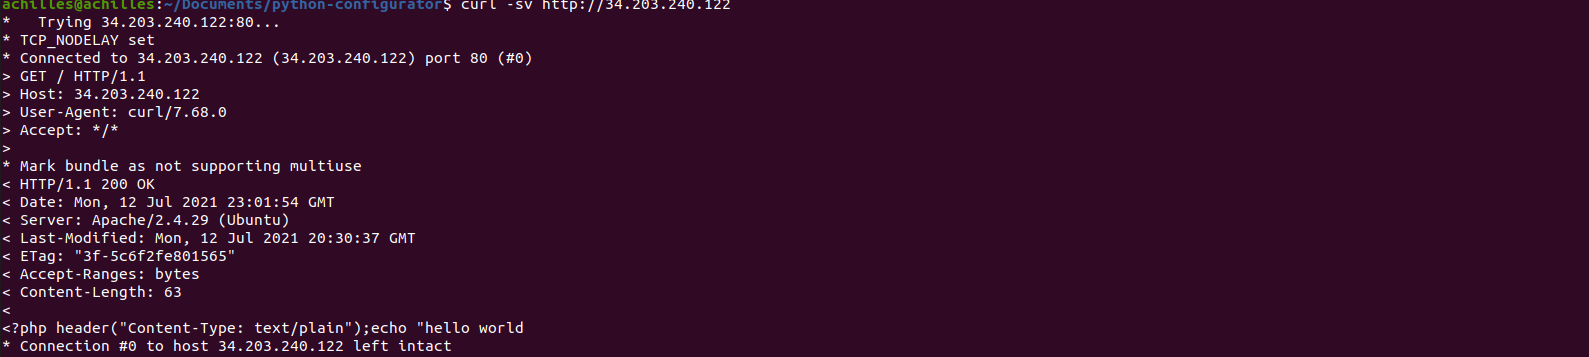 achilles@achilles:~/Documents/python-configurator$ curl -sv http://34.203.240.122
*   Trying 34.203.240.122:80...
* TCP_NODELAY set
* Connected to 34.203.240.122 (34.203.240.122) port 80 (#0)
> GET / HTTP/1.1
> Host: 34.203.240.122
> User-Agent: curl/7.68.0
> Accept: */*
>
* Mark bundle as not supporting multiuse
< HTTP/1.1 200 OK
< Date: Mon, 12 Jul 2021 23:01:54 GMT
< Server: Apache/2.4.29 (Ubuntu)
< Last-Modified: Mon, 12 Jul 2021 20:30:37 GMT
< ETag: "3f-5c6f2fe801565"
< Accept-Ranges: bytes
< Content-Length: 63
<
<?php header("Content-Type: text/plain");echo "hello world
* Connection #0 to host 34.203.240.122 left intact